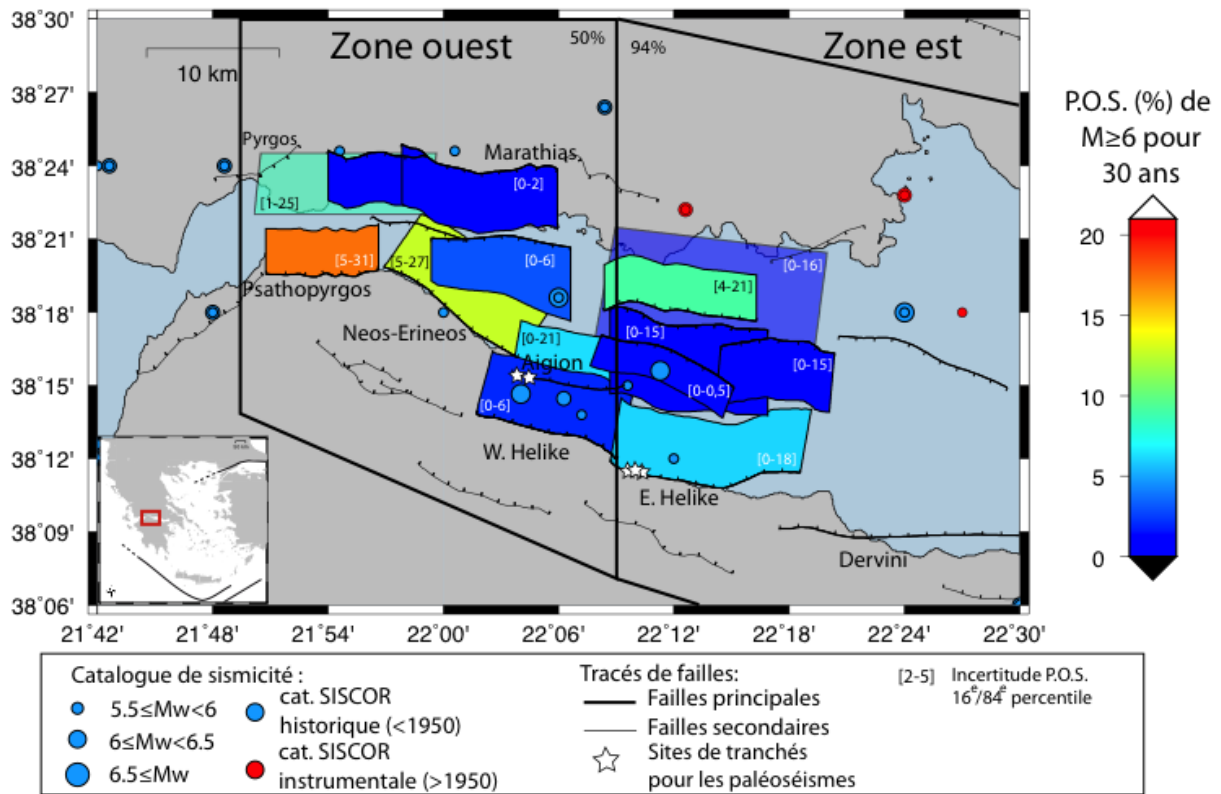 Zone ouest
50%
94%
Zone est
10 km
38°30'
38°27'
38°24'
38°21'
38°18'
38°15'
38°12'
38°09'
38°06'
21°42'
21°48'
21°54'
22°00'
22°06'
22°12'
22°18'
22°24'
22°30'
Pyrgos
Marathias
[0-2]
[1-25]
[5-31]
[5-27]
[0-6]
[0-16]
[4-21]
Psathopyrgos
Neos-Erineos
[0-21]
[0-15]
Aigion
[0-15]
[0-0,5]
[0-6]
W. Helike
[0-18]
E. Helike
Dervini
P.O.S. (%) de
M≥6 pour
30 ans
20
15
10
5
0
Catalogue de sismicité :
5.5≤Mw<6
6≤Mw<6.5
6.5≤Mw
cat. SISCOR
historique (<1950)
cat. SISCOR
instrumentale (>1950)
Tracés de failles:
Failles principales
Failles secondaires
Sites de tranchés
pour les paléoséismes
[2-5] Incertitude P.O.S.
16e/84e percentile